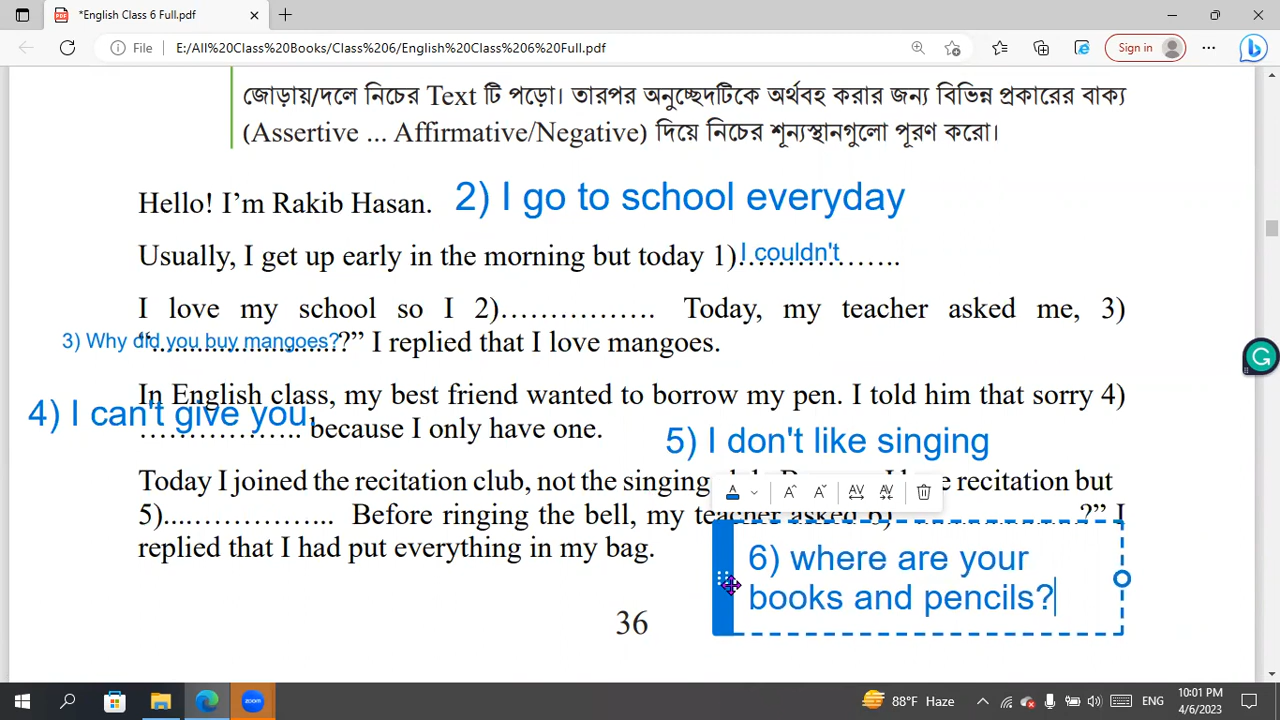 *English Class 6 Full.pdf
File
E:/All%20Class%20Books/Class%206/English%20Class%206%20Full.pdf
Sign in
জোড়ায়/দলে নিচের Text টি পড়ো। তারপর অনুচ্ছেদটিকে অর্থবহ করার জন্য বিভিন্ন প্রকারের বাক্য
(Assertive ... Affirmative/Negative) দিয়ে নিচের শূন্যস্থানগুলো পূরণ করো।
Hello! I'm Rakib Hasan.
2) I go to school everyday
Usually, I get up early in the morning but today 1)……………..
I couldn't
I love my school so I 2)……………. Today, my teacher asked me, 3)
3) Why did you buy mangoes?
“..........................?” I replied that I love mangoes.
In English class, my best friend wanted to borrow my pen. I told him that sorry 4)
4) I can't give you,
…………….. because I only have one.
5) I don't like singing
Today I joined the recitation club, not the singing recitation but
5)....………….. Before ringing the bell, my teacher asked 6) ……………?” I
replied that I had put everything in my bag.
6) where are your
books and pencils?
36
zoom
88°F Haze
ENG
10:01 PM
4/6/2023